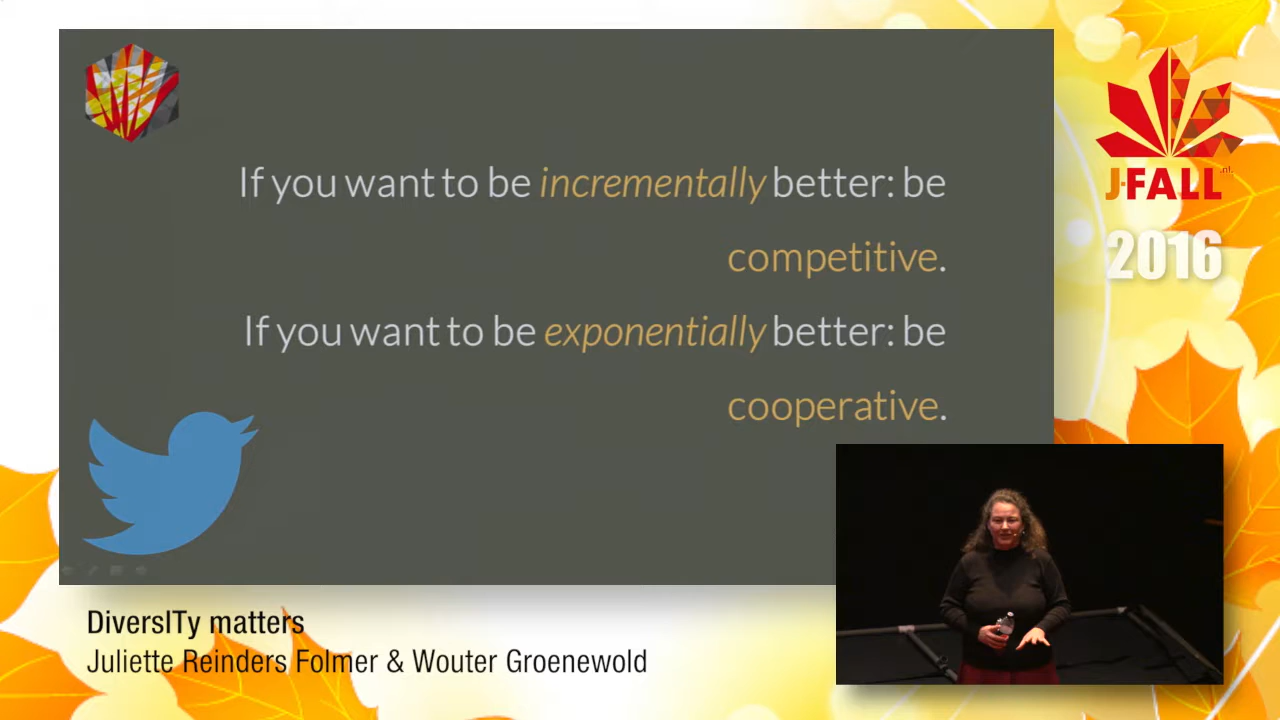 If you want to be incrementally better: be
competitive.
If you want to be exponentially better: be
cooperative.
J-FALL.nl
2016
DiversITy matters
Juliette Reinders Folmer & Wouter Groenewold